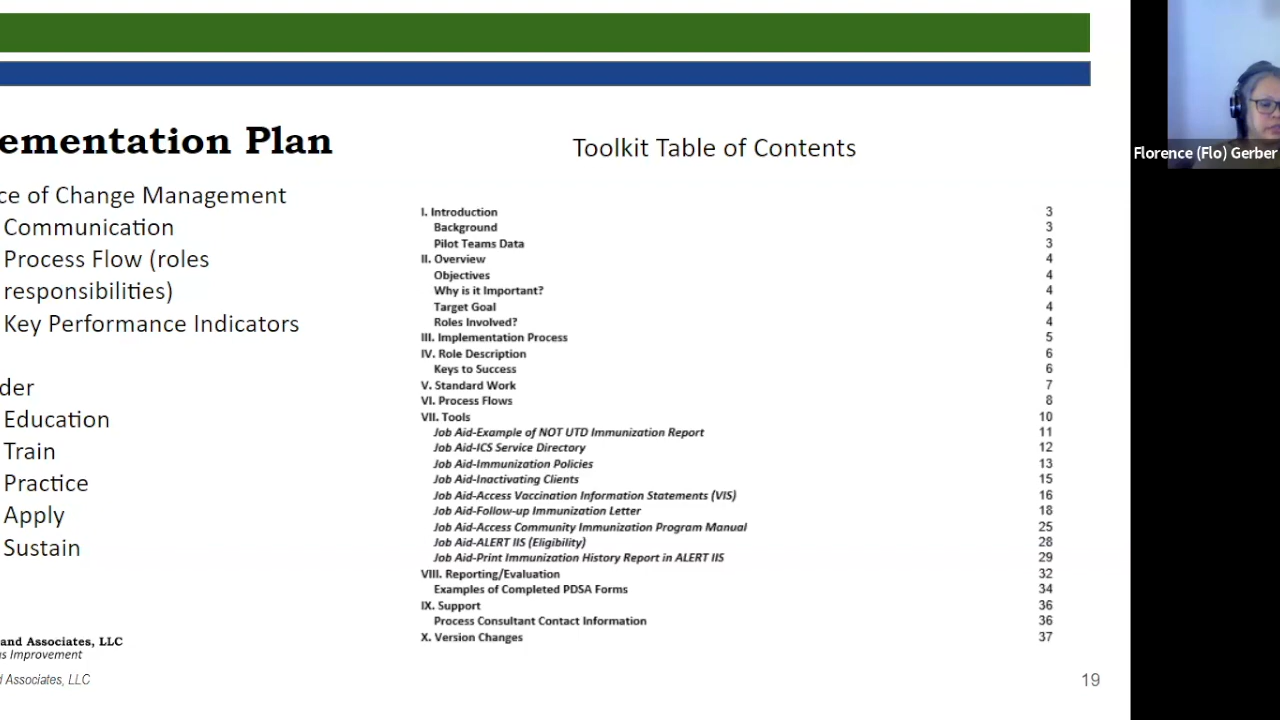 ementation Plan
ce of Change Management
Communication
Process Flow (roles
responsibilities)
Key Performance Indicators
der
Education
Train
Practice
Apply
Sustain
and Associates, LLC
us Improvement
d Associates, LLC
Toolkit Table of Contents
I. Introduction 3
Background 3
Pilot Teams Data 3
II. Overview 4
Objectives 4
Why is it Important? 4
Target Goal 4
Roles Involved? 4
III. Implementation Process 5
IV. Role Description 6
Keys to Success 6
V. Standard Work 7
VI. Process Flows 8
VII. Tools 10
Job Aid-Example of NOT UTD Immunization Report 11
Job Aid-ICS Service Directory 12
Job Aid-Immunization Policies 13
Job Aid-Inactivating Clients 15
Job Aid-Access Vaccination Information Statements (VIS) 16
Job Aid-Follow-up Immunization Letter 18
Job Aid-Access Community Immunization Program Manual 25
Job Aid-ALERT IIS (Eligibility) 28
Job Aid-Print Immunization History Report in ALERT IIS 29
VIII. Reporting/Evaluation 32
Examples of Completed PDSA Forms 34
IX. Support 36
Process Consultant Contact Information 36
X. Version Changes 37
19
Florence (Flo) Gerber